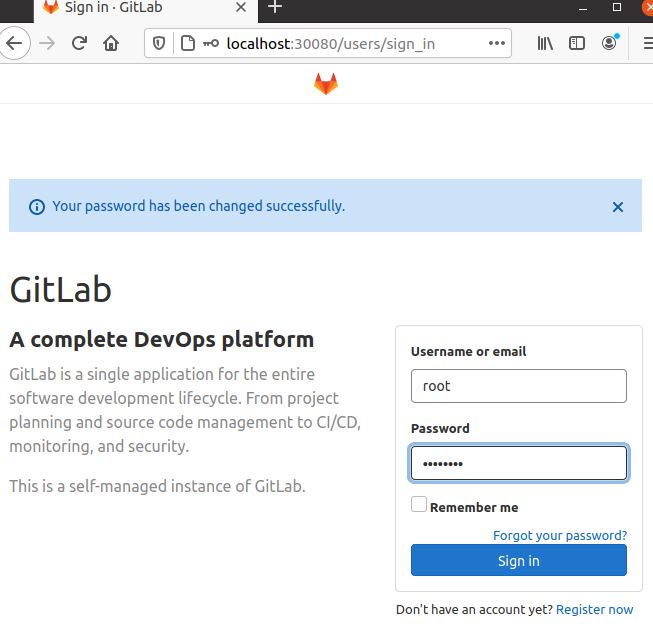 Sign in · GitLab
localhost:30080/users/sign_in
Your password has been changed successfully.
GitLab
A complete DevOps platform
GitLab is a single application for the entire
software development lifecycle. From project
planning and source code management to CI/CD,
monitoring, and security.
This is a self-managed instance of GitLab.
Username or email
root
Password
••••••••
Remember me
Forgot your password?
Sign in
Don't have an account yet? Register now